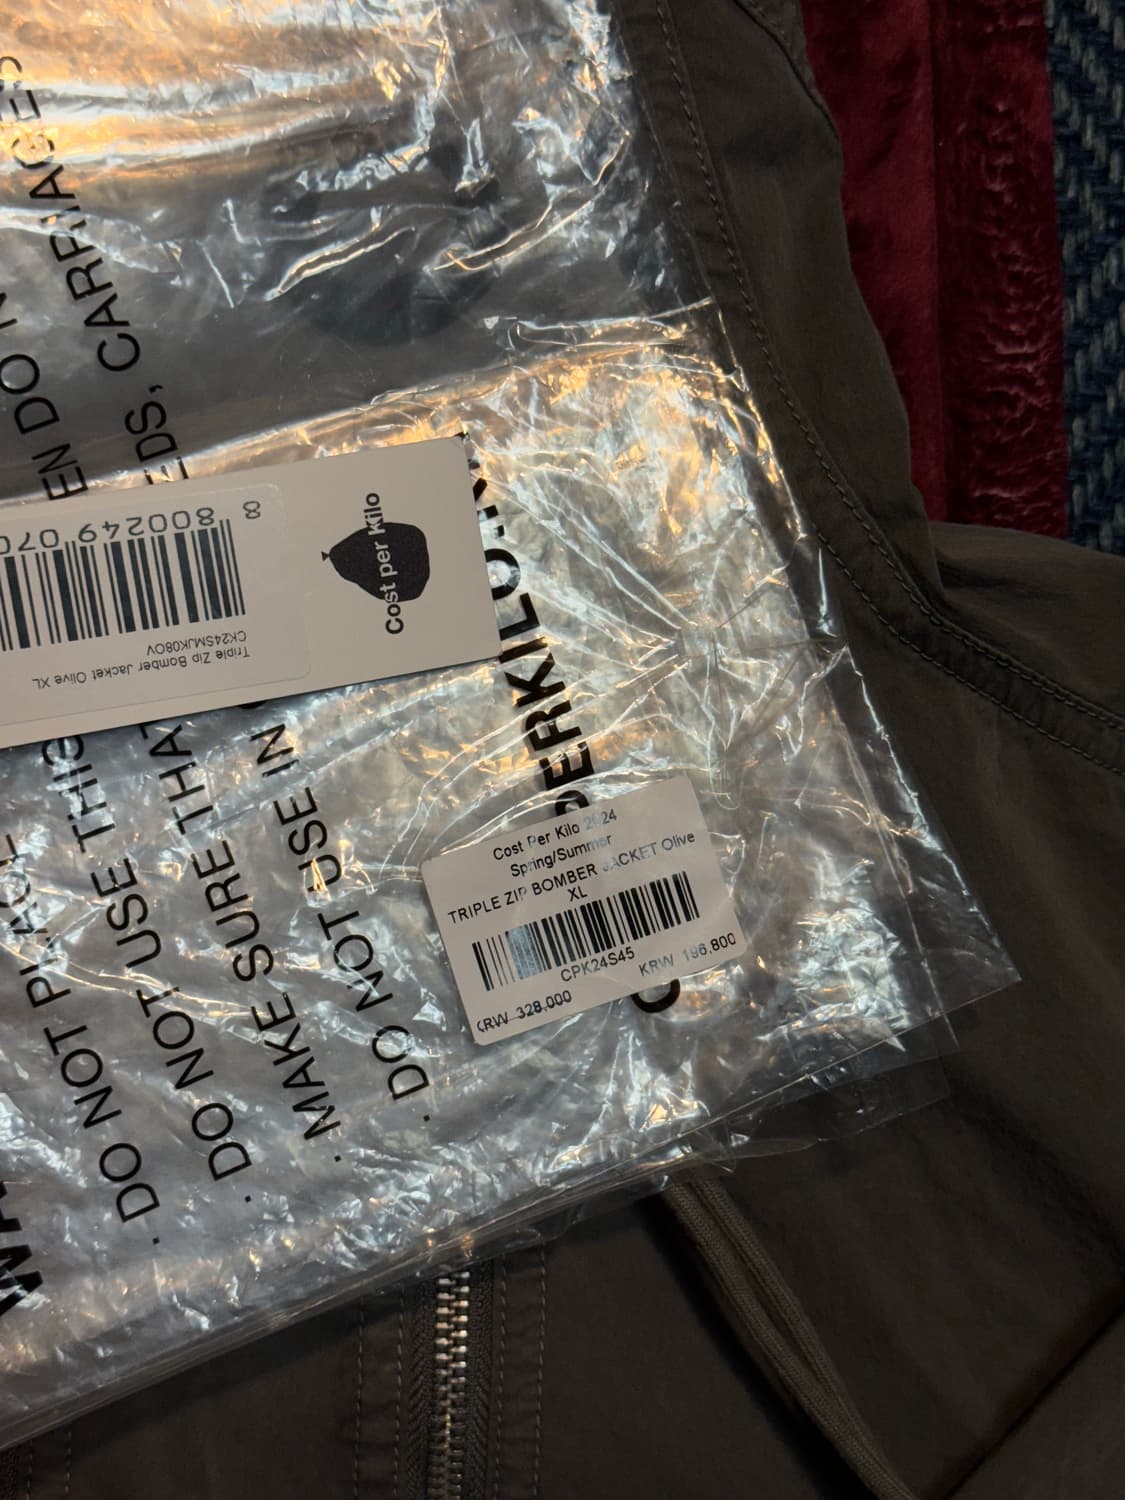 Cost per Kilo
8 800249 070
CK24SMJK08OV
Triple Zip Bomber Jacket Olive XL
Cost Per Kilo 2024
Spring/Summer
TRIPLE ZIP BOMBER JACKET Olive
XL
CPK24S45
KRW 328,000
KRW 196,800
PERKILO
EN DO N
EDS, CARRIAGES
DO NOT PLACE
DO NOT USE THIS
· DO NOT USE
· MAKE SURE THAT
· DO NOT USE IN